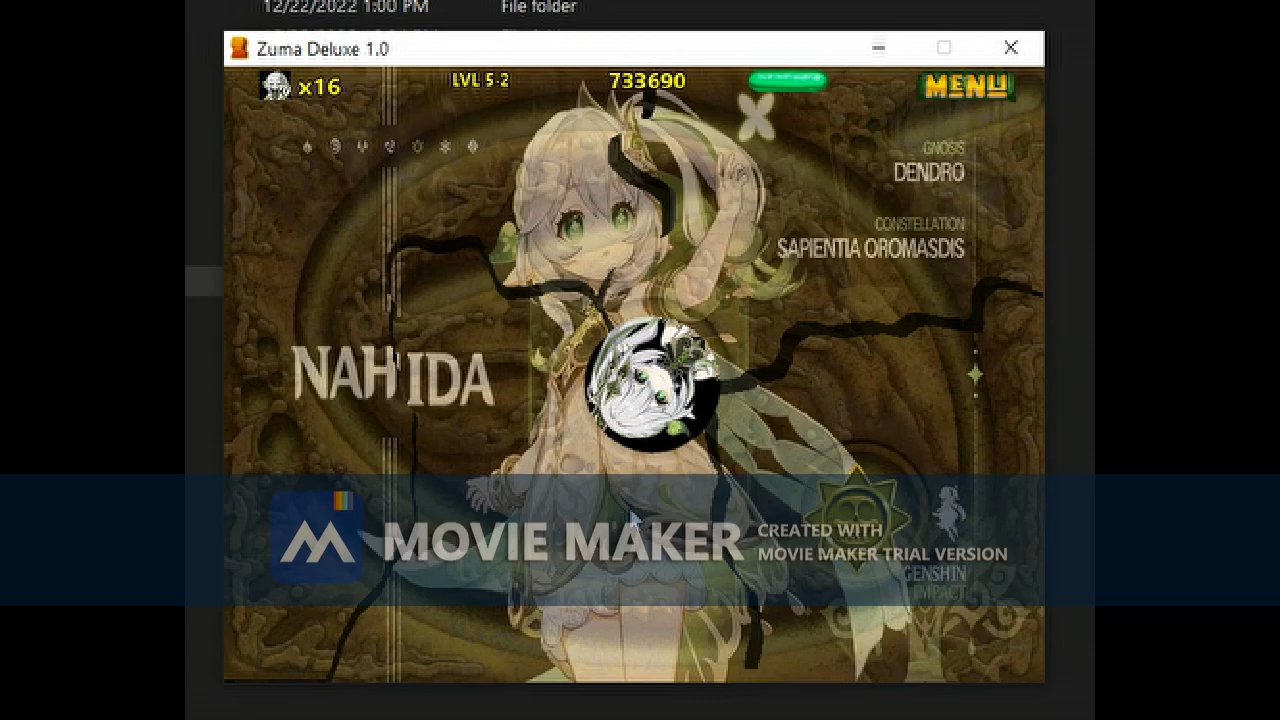 12/22/2022 1:00 PM
File folder
Zuma Deluxe 1.0
x16
LVL 5-2
733690
MENU
GNOSIS
DENDRO
CONSTELLATION
SAPIENTIA OROMASDIS
NAHIDA
MOVIE MAKER
CREATED WITH
MOVIE MAKER TRIAL VERSION
GENSHIN
IMPACT